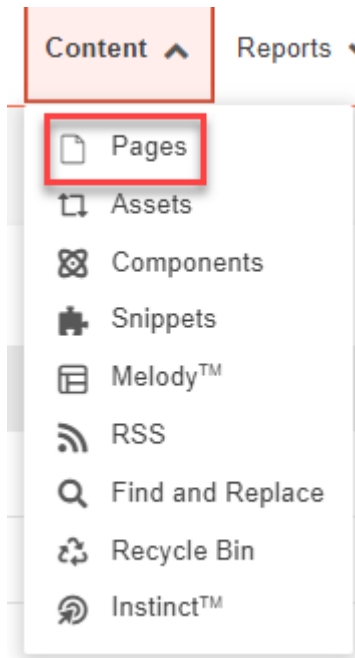 Content Reports
Pages
Assets
Components
Snippets
Melody™
RSS
Find and Replace
Recycle Bin
Instinct™